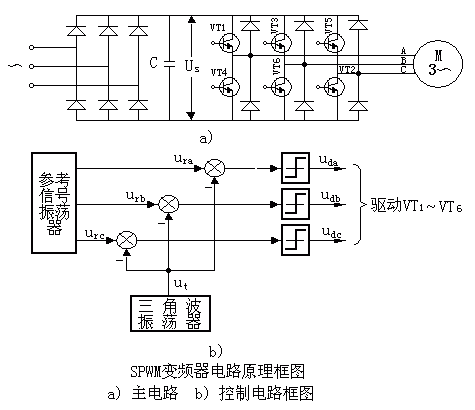 VT1 VT3 VT5
~ C Us A M
B 3~
VT4 VT6 VT2 C
a)
参考信号振荡器
ura uda
urb udb
urc udc
驱动VT1~VT6
ut
三角波振荡器
b)
SPWM变频器电路原理框图
a) 主电路 b) 控制电路框图